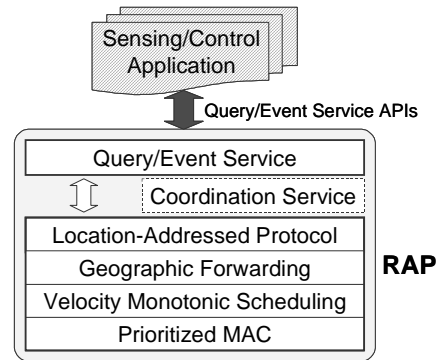 Sensing/Control
Application
Query/Event Service APIs
Query/Event Service
Coordination Service
Location-Addressed Protocol
Geographic Forwarding
Velocity Monotonic Scheduling
Prioritized MAC
RAP